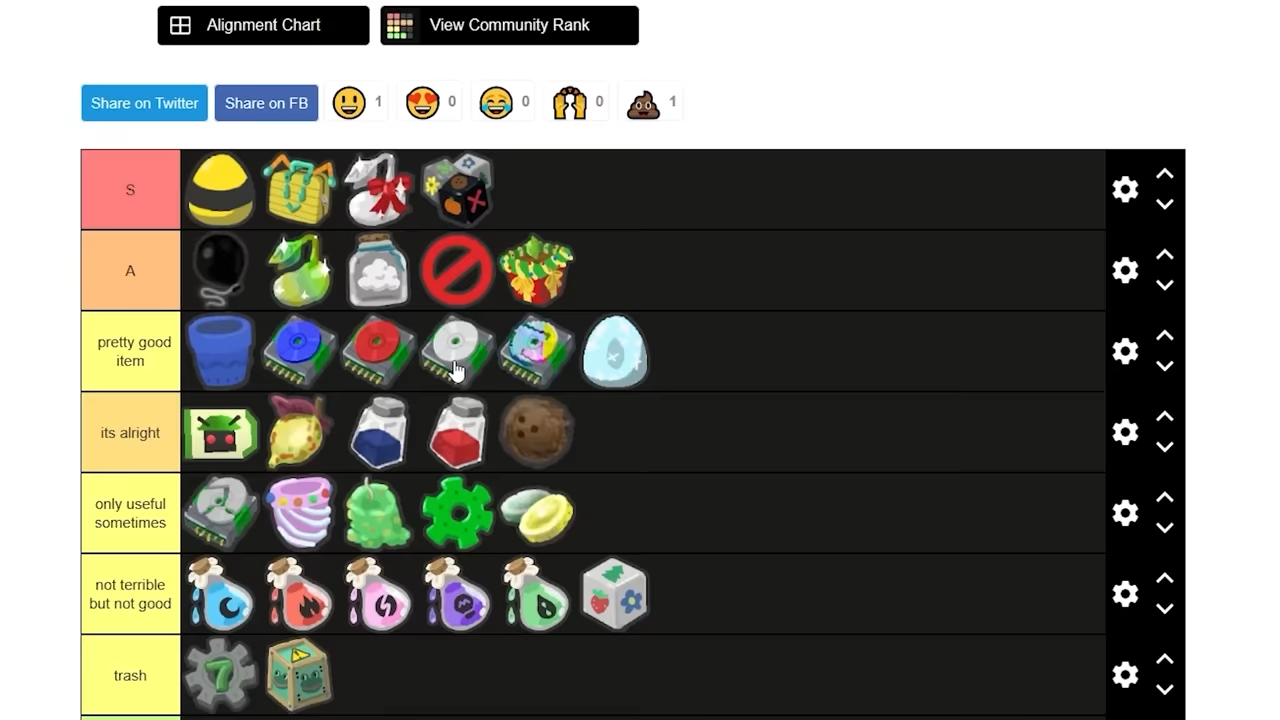 Alignment Chart
View Community Rank
Share on Twitter
Share on FB
1
0
0
0
1
S
A
pretty good
item
its alright
only useful
sometimes
not terrible
but not good
trash
7